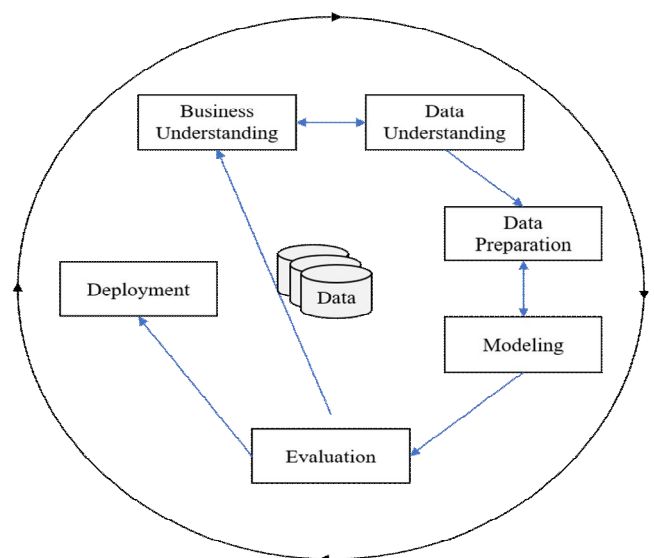 Business
Understanding
Data
Understanding
Data
Preparation
Deployment
Data
Modeling
Evaluation